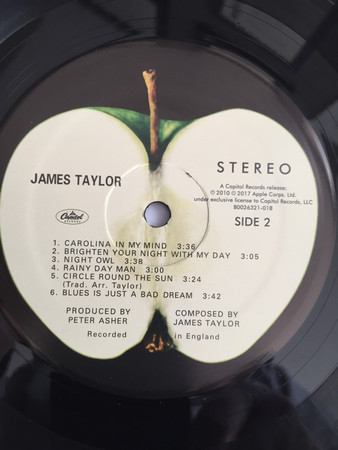 JAMES TAYLOR
STEREO
A Capitol Records release;
℗ © 2010 © 2017 Apple Corps. Ltd.
under exclusive license to Capitol Records, LLC
B0026321-01B
Capitol
SIDE 2
1. CAROLINA IN MY MIND 3:36
2. BRIGHTEN YOUR NIGHT WITH MY DAY 3:05
3. NIGHT OWL 3:38
4. RAINY DAY MAN 3:00
5. CIRCLE ROUND THE SUN 3:24
(Trad. Arr. Taylor)
6. BLUES IS JUST A BAD DREAM 3:42
PRODUCED BY
PETER ASHER
COMPOSED BY
JAMES TAYLOR
Recorded in England